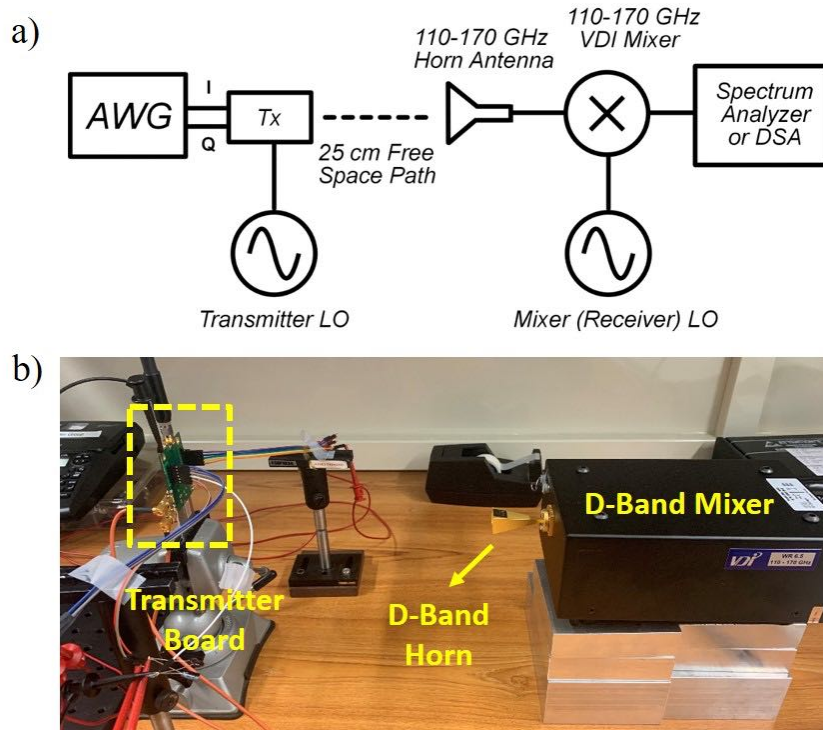 a)
110-170 GHz
Horn Antenna
110-170 GHz
VDI Mixer
AWG
I
Q
Tx
25 cm Free
Space Path
Spectrum
Analyzer
or DSA
Transmitter LO
Mixer (Receiver) LO
b)
D-Band Mixer
VDi
WR 6.5
110 - 170 GHz
Transmitter
Board
D-Band
Horn